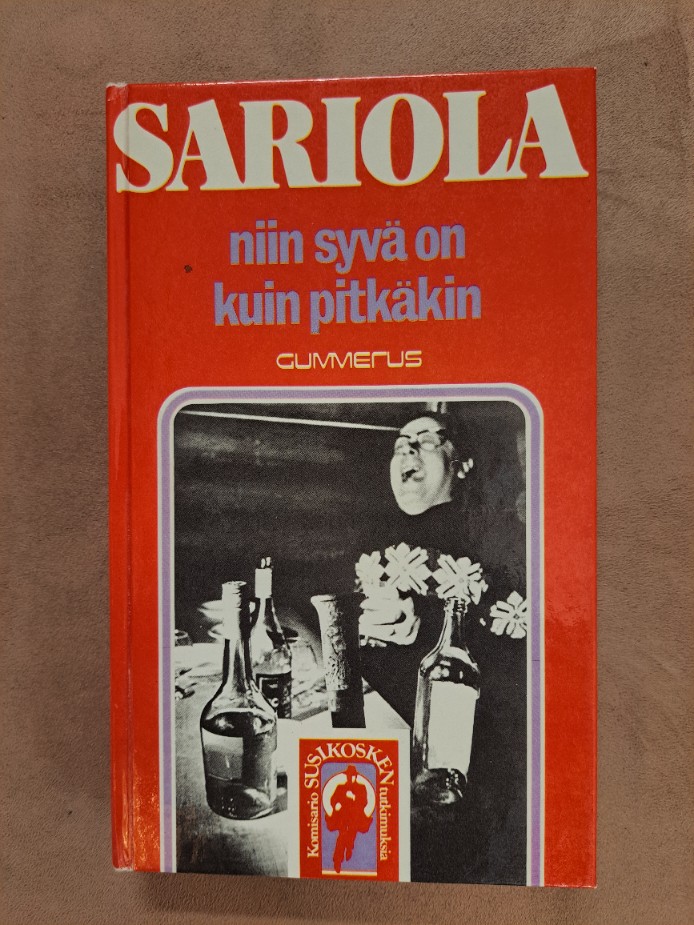 SARIOLA
niin syvä on
kuin pitkäkin
GUMMERUS
Komisario SUSIKOSKEN tutkimuksia